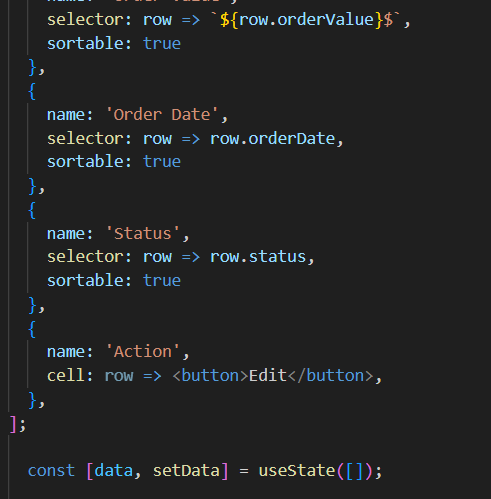 selector: row => `${row.orderValue}$`,
sortable: true
},
{
name: 'Order Date',
selector: row => row.orderDate,
sortable: true
},
{
name: 'Status',
selector: row => row.status,
sortable: true
},
{
name: 'Action',
cell: row => <button>Edit</button>,
},
];
const [data, setData] = useState([]);